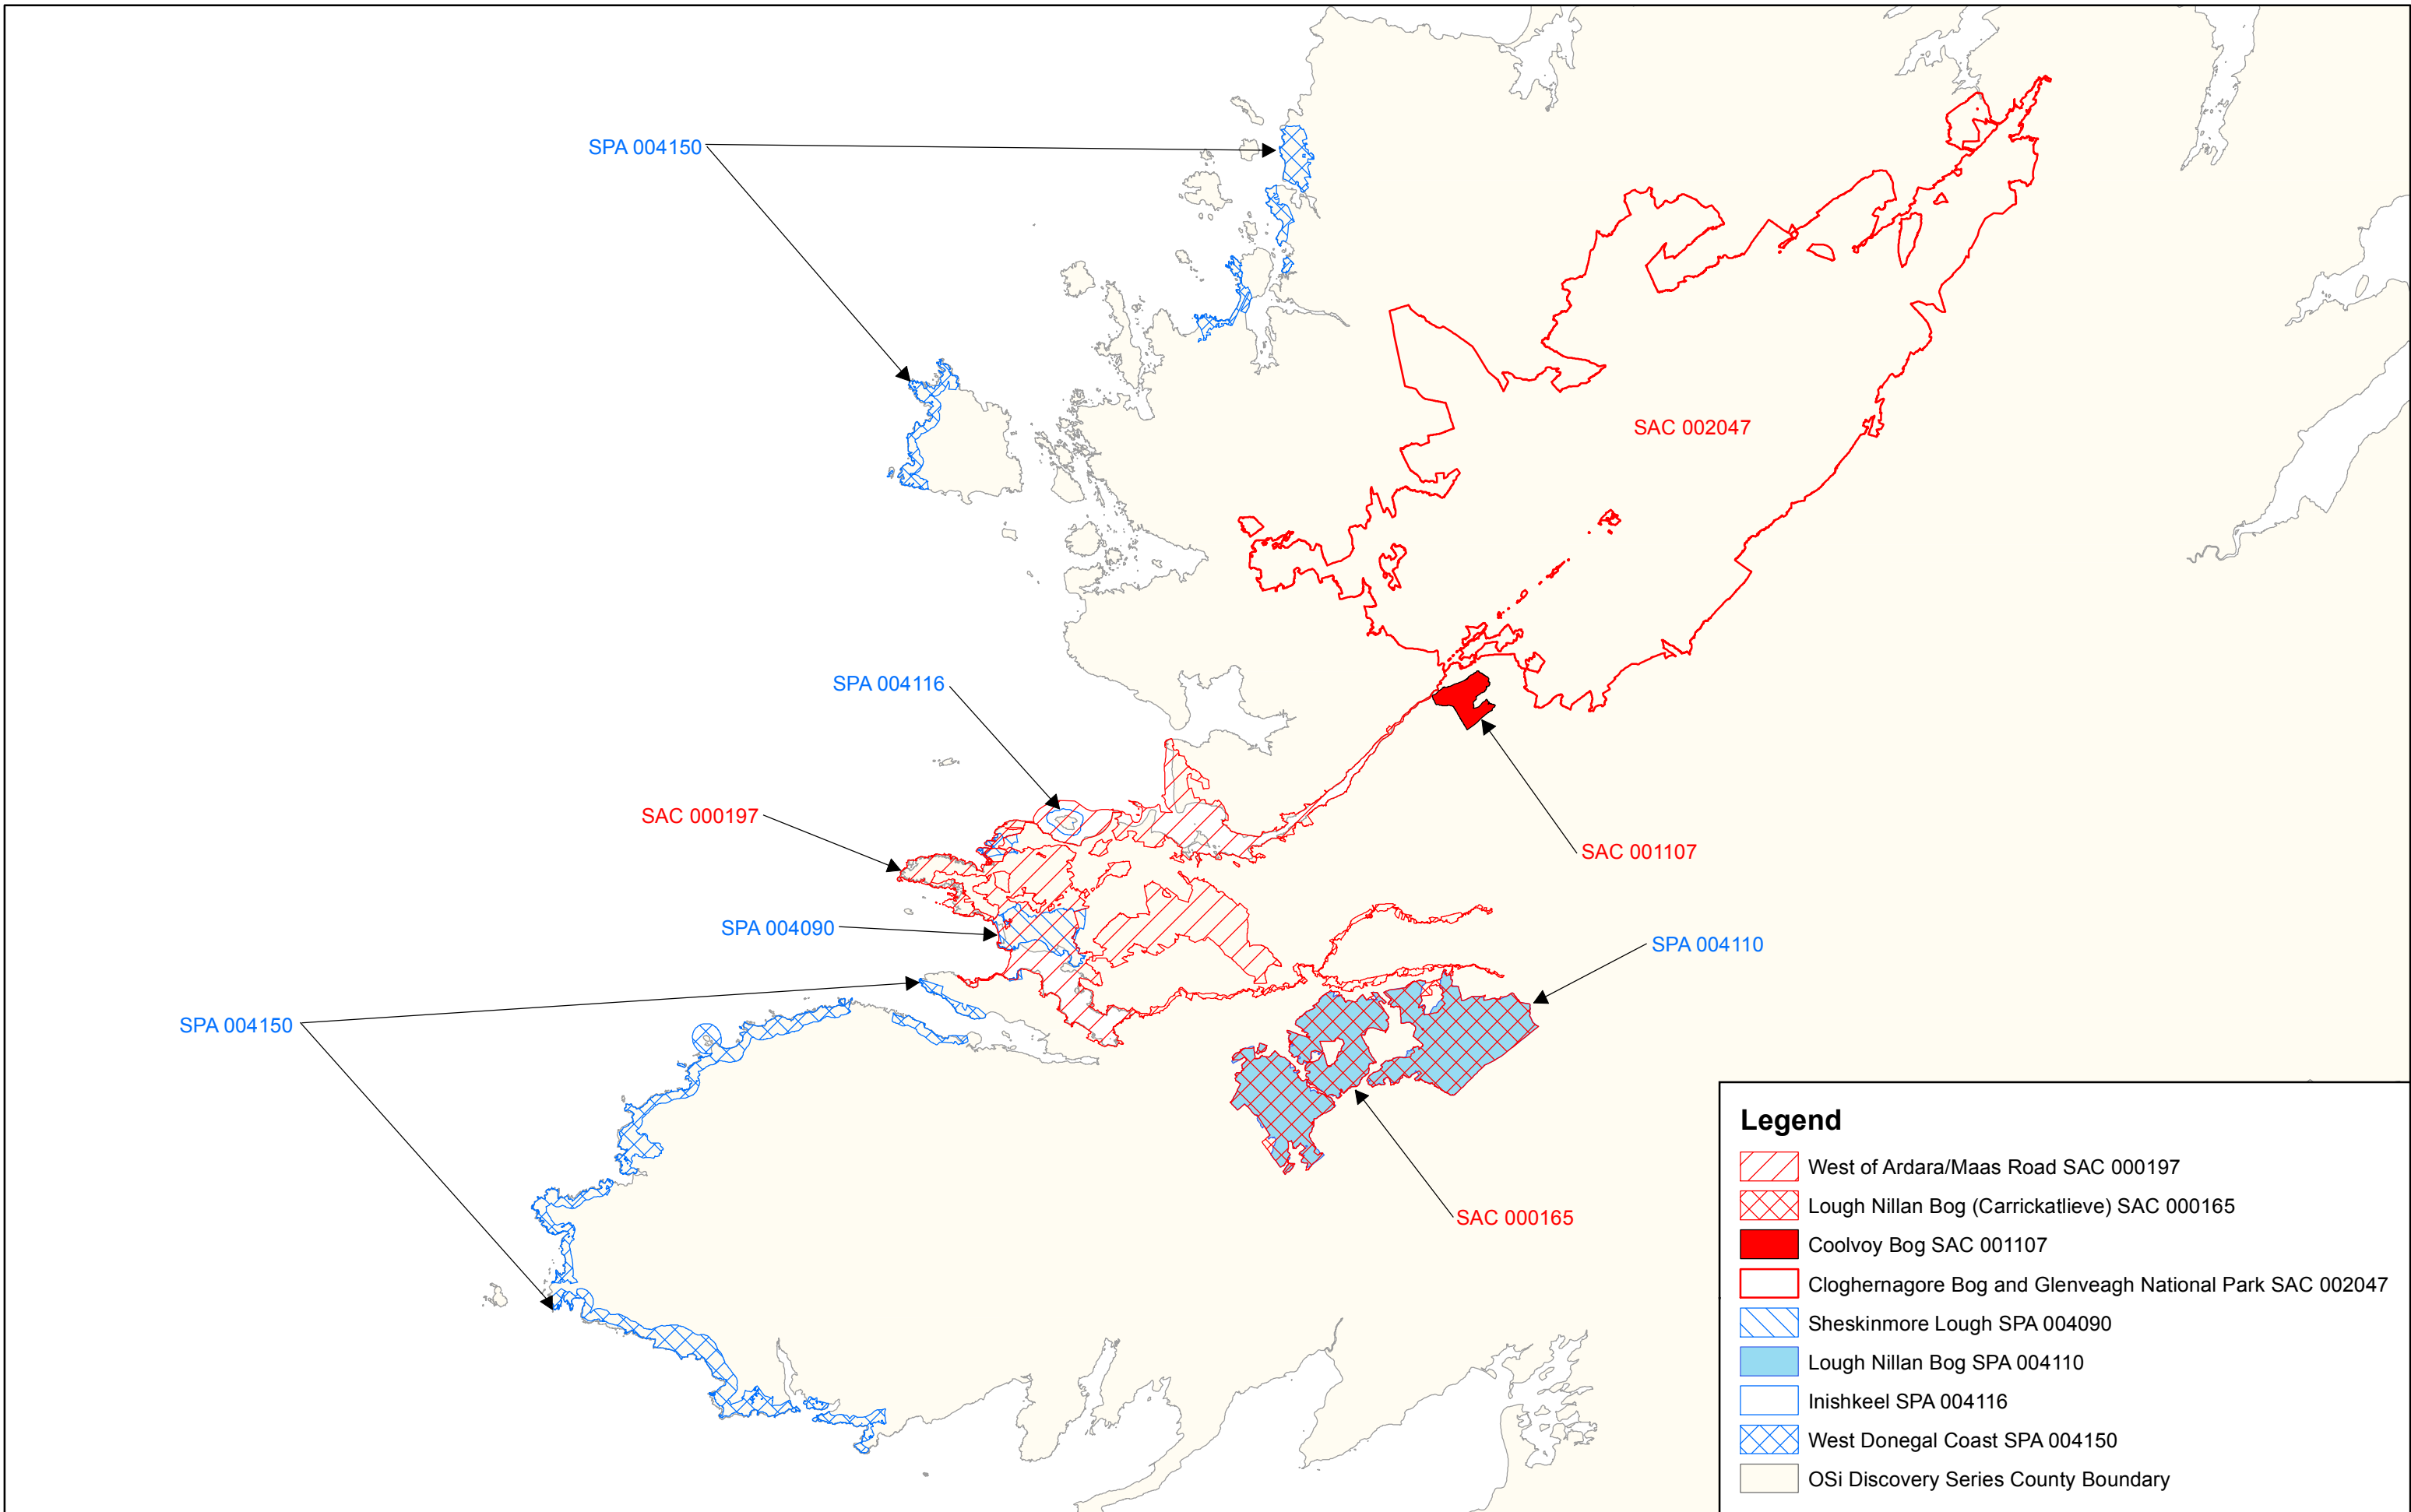 SPA 004150
SAC 002047
SPA 004116
SAC 000197
SAC 001107
SPA 004090
SPA 004110
SPA 004150
SAC 000165
Legend
West of Ardara/Maas Road SAC 000197
Lough Nillan Bog (Carrickatlieve) SAC 000165
Coolvoy Bog SAC 001107
Cloghernagore Bog and Glenveagh National Park SAC 002047
Sheskinmore Lough SPA 004090
Lough Nillan Bog SPA 004110
Inishkeel SPA 004116
West Donegal Coast SPA 004150
OSi Discovery Series County Boundary